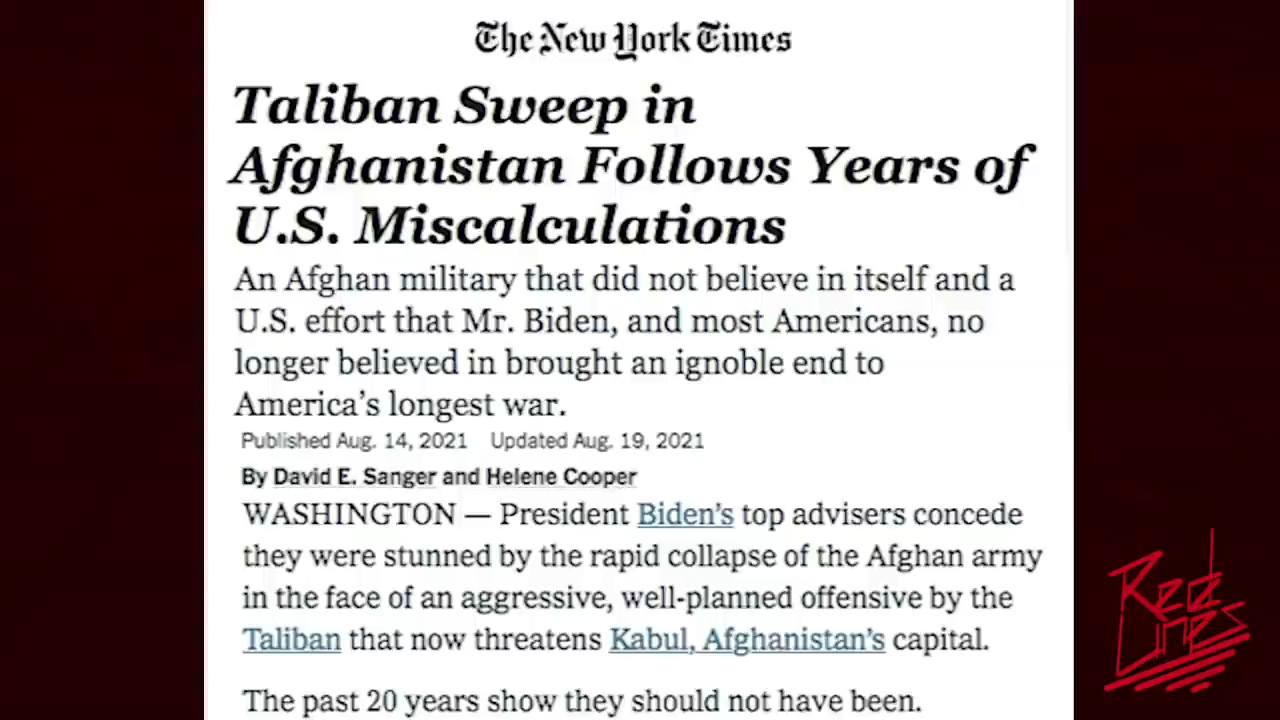 The New York Times
Taliban Sweep in
Afghanistan Follows Years of
U.S. Miscalculations
An Afghan military that did not believe in itself and a
U.S. effort that Mr. Biden, and most Americans, no
longer believed in brought an ignoble end to
America's longest war.
Published Aug. 14, 2021 Updated Aug. 19, 2021
By David E. Sanger and Helene Cooper
WASHINGTON — President Biden's top advisers concede
they were stunned by the rapid collapse of the Afghan army
in the face of an aggressive, well-planned offensive by the
Taliban that now threatens Kabul, Afghanistan's capital.
The past 20 years show they should not have been.
Red
Lines